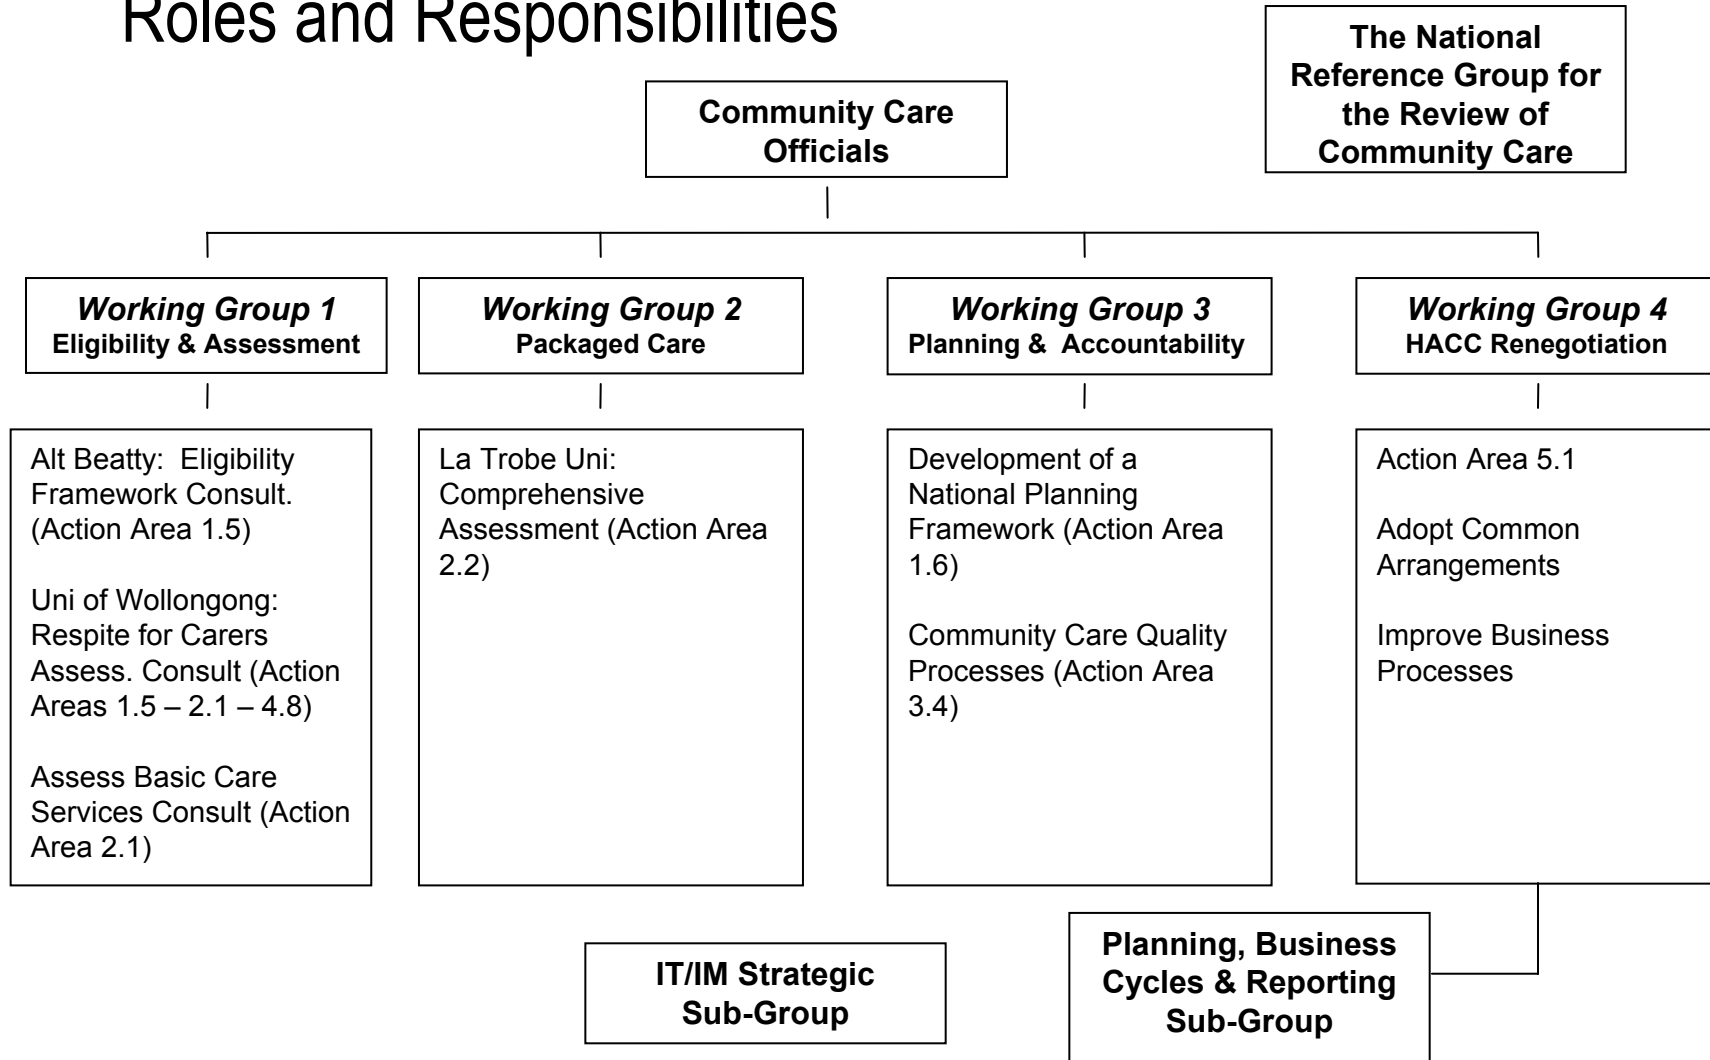 Roles and Responsibilities
The National
Reference Group for
the Review of
Community Care
Community Care
Officials
Working Group 1
Eligibility & Assessment
Working Group 2
Packaged Care
Working Group 3
Planning & Accountability
Working Group 4
HACC Renegotiation
Alt Beatty: Eligibility
Framework Consult.
(Action Area 1.5)
Uni of Wollongong:
Respite for Carers
Assess. Consult (Action
Areas 1.5 – 2.1 – 4.8)
Assess Basic Care
Services Consult (Action
Area 2.1)
La Trobe Uni:
Comprehensive
Assessment (Action Area
2.2)
Development of a
National Planning
Framework (Action Area
1.6)
Community Care Quality
Processes (Action Area
3.4)
Action Area 5.1
Adopt Common
Arrangements
Improve Business
Processes
IT/IM Strategic
Sub-Group
Planning, Business
Cycles & Reporting
Sub-Group